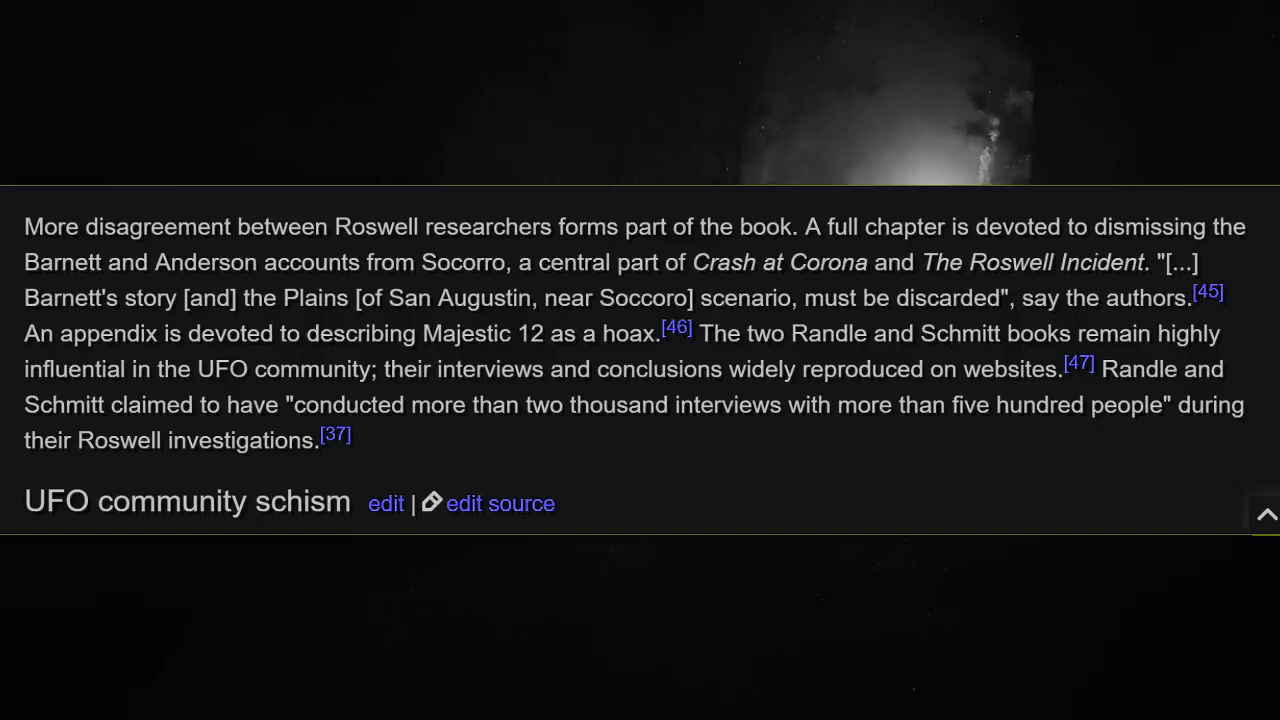 More disagreement between Roswell researchers forms part of the book. A full chapter is devoted to dismissing the
Barnett and Anderson accounts from Socorro, a central part of Crash at Corona and The Roswell Incident. "[...]
Barnett's story [and] the Plains [of San Augustin, near Soccoro] scenario, must be discarded", say the authors.[45]
An appendix is devoted to describing Majestic 12 as a hoax.[46] The two Randle and Schmitt books remain highly
influential in the UFO community; their interviews and conclusions widely reproduced on websites.[47] Randle and
Schmitt claimed to have "conducted more than two thousand interviews with more than five hundred people" during
their Roswell investigations.[37]
UFO community schism edit | edit source